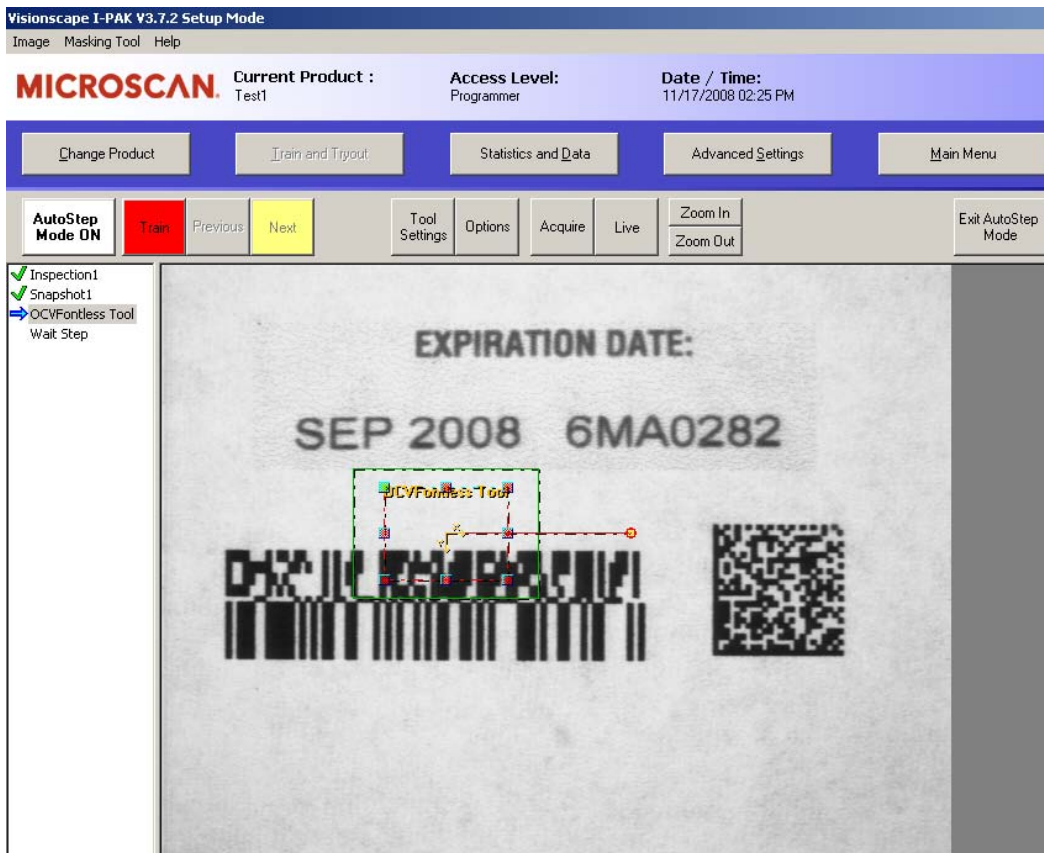 Visionscape I-PAK V3.7.2 Setup Mode
Image Masking Tool Help
MICROSCAN. Current Product : Access Level: Date / Time:
Test1 Programmer 11/17/2008 02:25 PM
Change Product Train and Tryout Statistics and Data Advanced Settings Main Menu
AutoStep Mode ON Train Previous Next Tool Settings Options Acquire Live Zoom In Zoom Out Exit AutoStep Mode
Inspection1
Snapshot1
OCVFontless Tool
Wait Step
EXPIRATION DATE:
SEP 2008 6MA0282
OCVFontless Tool
X
Y